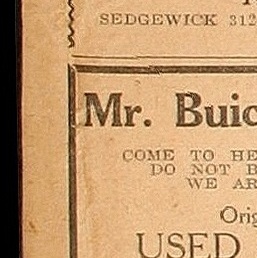 SEDGEWICK 312
Mr. Buic
COME TO HE
DO NOT B
WE AR
Orig
USED